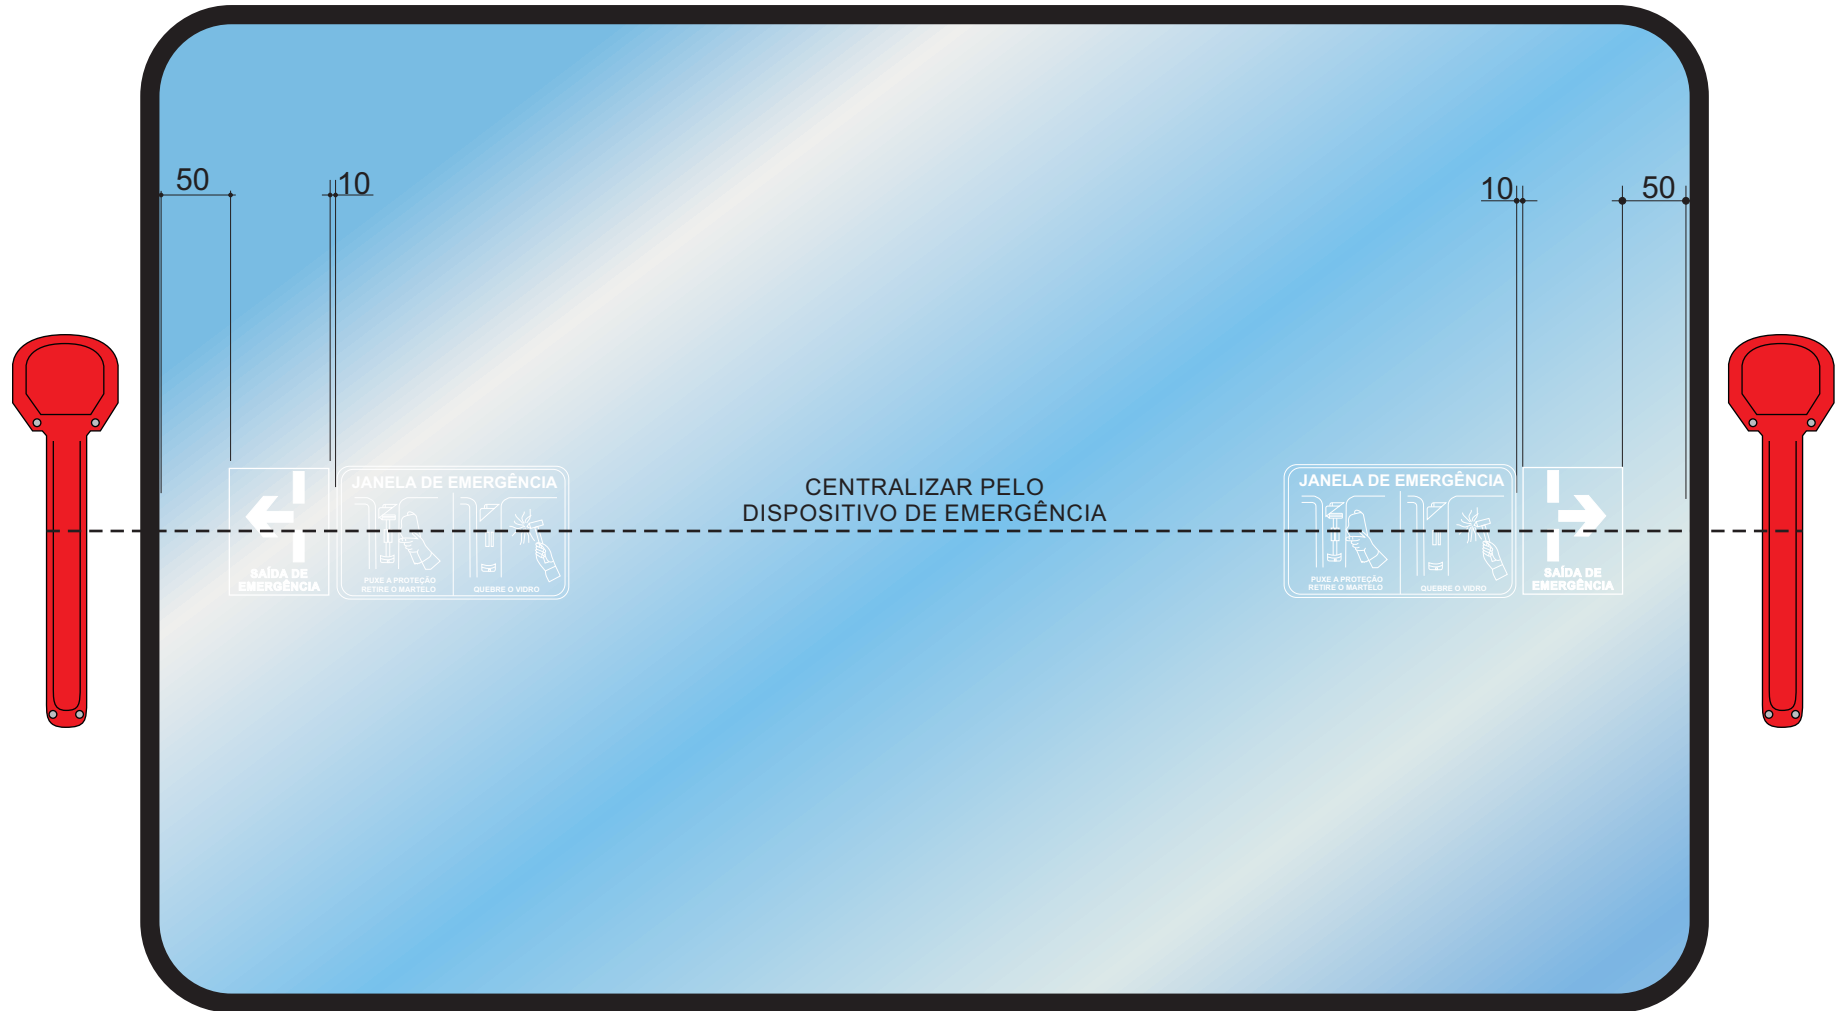 50
10
10
50
JANELA DE EMERGÊNCIA
PUXE A PROTEÇÃO
RETIRE O MARTELO
QUEBRE O VIDRO
SAÍDA DE
EMERGÊNCIA
CENTRALIZAR PELO
DISPOSITIVO DE EMERGÊNCIA
JANELA DE EMERGÊNCIA
PUXE A PROTEÇÃO
RETIRE O MARTELO
QUEBRE O VIDRO
SAÍDA DE
EMERGÊNCIA